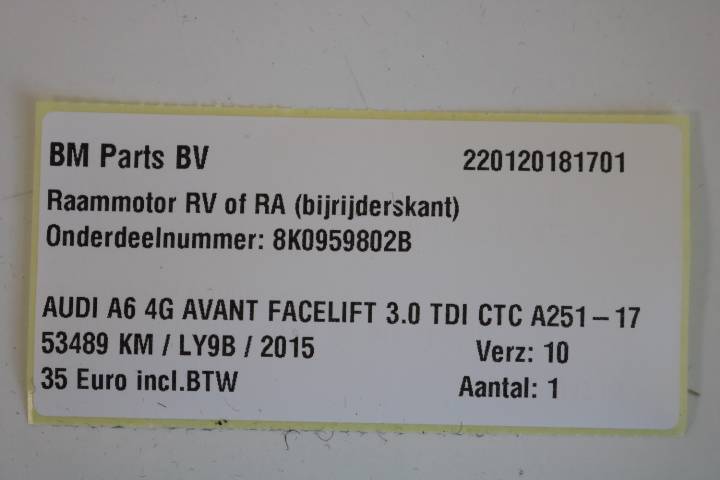 BM Parts BV 220120181701
Raammotor RV of RA (bijrijderskant)
Onderdeelnummer: 8K0959802B
AUDI A6 4G AVANT FACELIFT 3.0 TDI CTC A251-17
53489 KM / LY9B / 2015 Verz: 10
35 Euro incl.BTW Aantal: 1